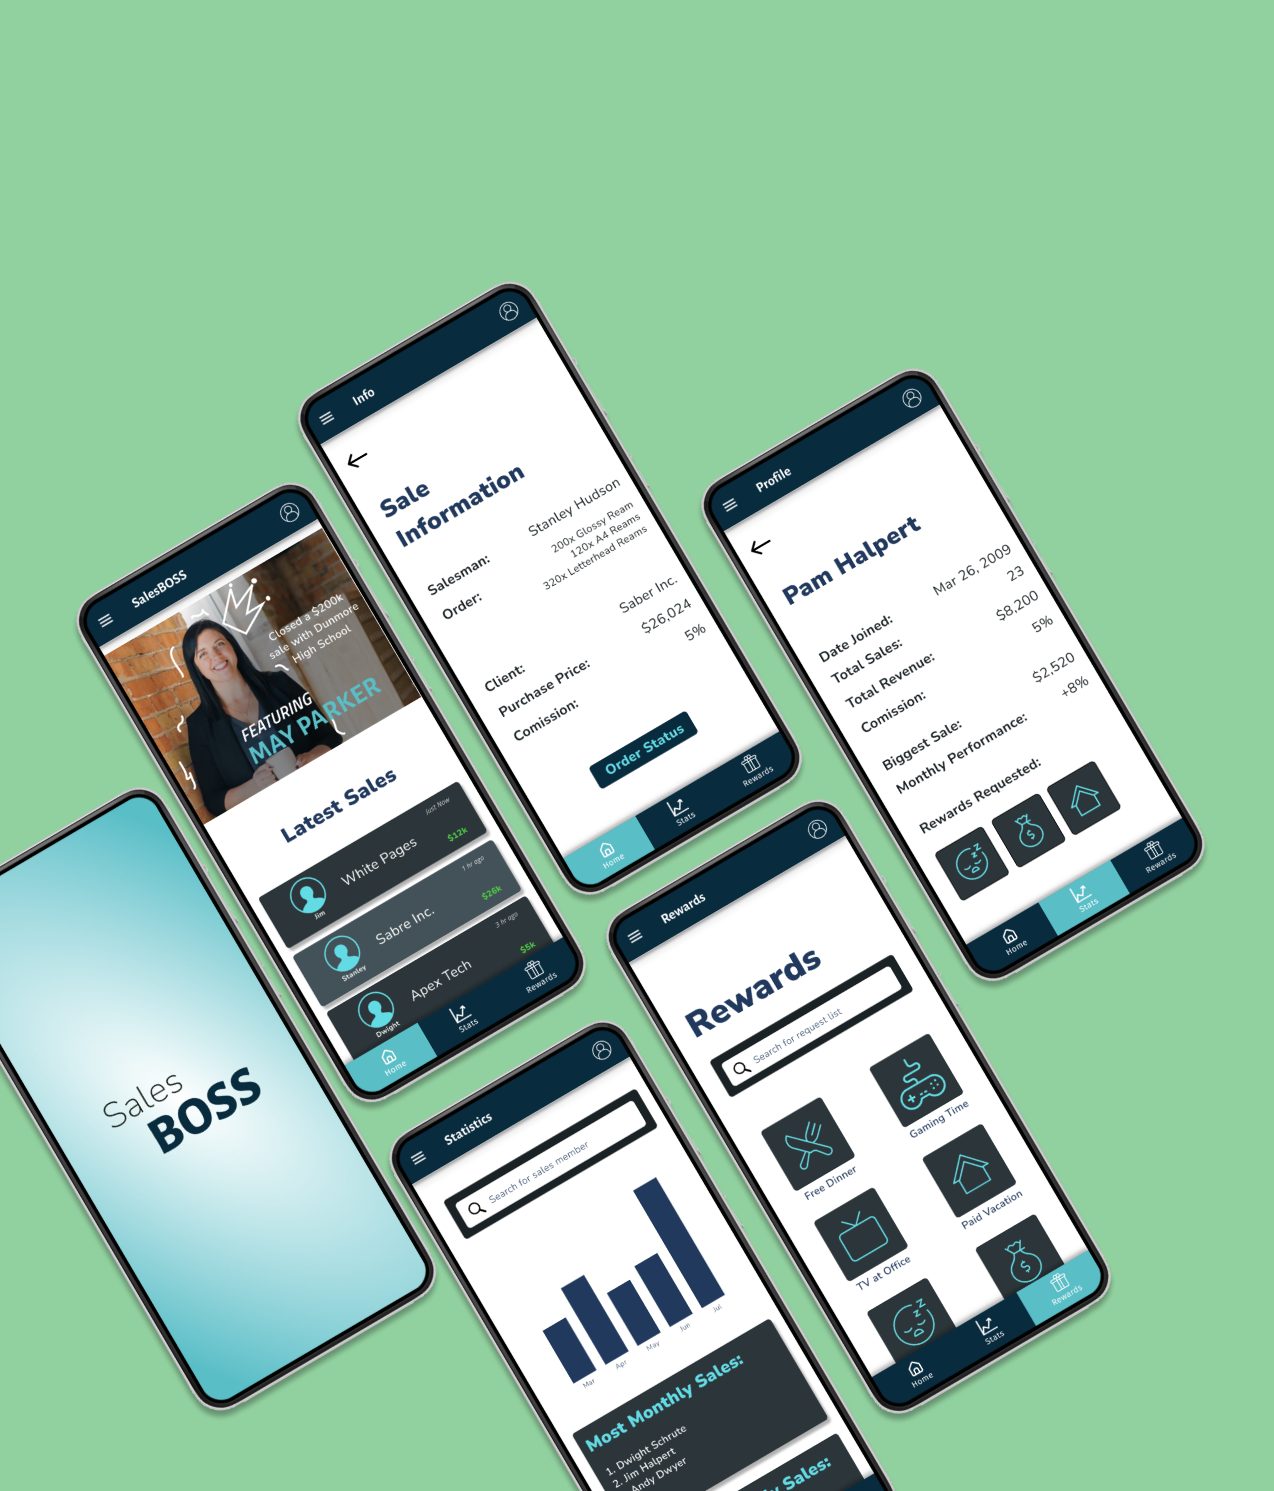 Info
Sale
Information
Salesman:
Stanley Hudson
Order:
200x Glossy Ream
120x A4 Reams
320x Letterhead Reams
Client:
Saber Inc.
Purchase Price:
$26,024
Comission:
5%
Order Status
Home
Stats
Rewards
Profile
Pam Halpert
Date Joined:
Mar 26, 2009
Total Sales:
23
Total Revenue:
$8,200
Comission:
5%
Biggest Sale:
$2,520
Monthly Performance:
+8%
Rewards Requested:
Home
Stats
Rewards
SalesBOSS
Closed a $200k
sale with Dunmore
High School
FEATURING
MAY PARKER
Latest Sales
Just Now
White Pages
$12k
Jim
1 hr ago
Sabre Inc.
$26k
Stanley
3 hr ago
Apex Tech
$5k
Dwight
Home
Stats
Rewards
Sales
BOSS
Rewards
Rewards
Search for request list
Free Dinner
Gaming Time
TV at Office
Paid Vacation
Home
Stats
Rewards
Statistics
Search for sales member
Mar
Apr
May
Jun
Jul
Most Monthly Sales:
1. Dwight Schrute
2. Jim Halpert
Andy Dwyer
Sales: